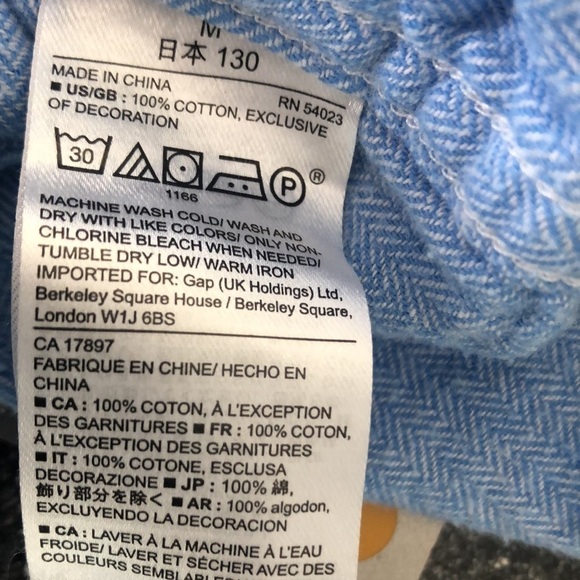 M
日本 130
MADE IN CHINA RN 54023
■ US/GB : 100% COTTON, EXCLUSIVE
OF DECORATION
30 P ®
1166
MACHINE WASH COLD/ WASH AND
DRY WITH LIKE COLORS/ ONLY NON-
CHLORINE BLEACH WHEN NEEDED/
TUMBLE DRY LOW/ WARM IRON
IMPORTED FOR: Gap (UK Holdings) Ltd,
Berkeley Square House / Berkeley Square,
London W1J 6BS
CA 17897
FABRIQUE EN CHINE/ HECHO EN
CHINA
■ CA : 100% COTON, À L'EXCEPTION
DES GARNITURES ■ FR : 100% COTON,
À L'EXCEPTION DES GARNITURES
■ IT : 100% COTONE, ESCLUSA
DECORAZIONE ■ JP : 100% 綿,
飾り部分を除く ■ AR : 100% algodon,
EXCLUYENDO LA DECORACION
■ CA : LAVER À LA MACHINE À L'EAU
FROIDE/ LAVER ET SÉCHER AVEC DES
COULEURS SEMBLABLES/